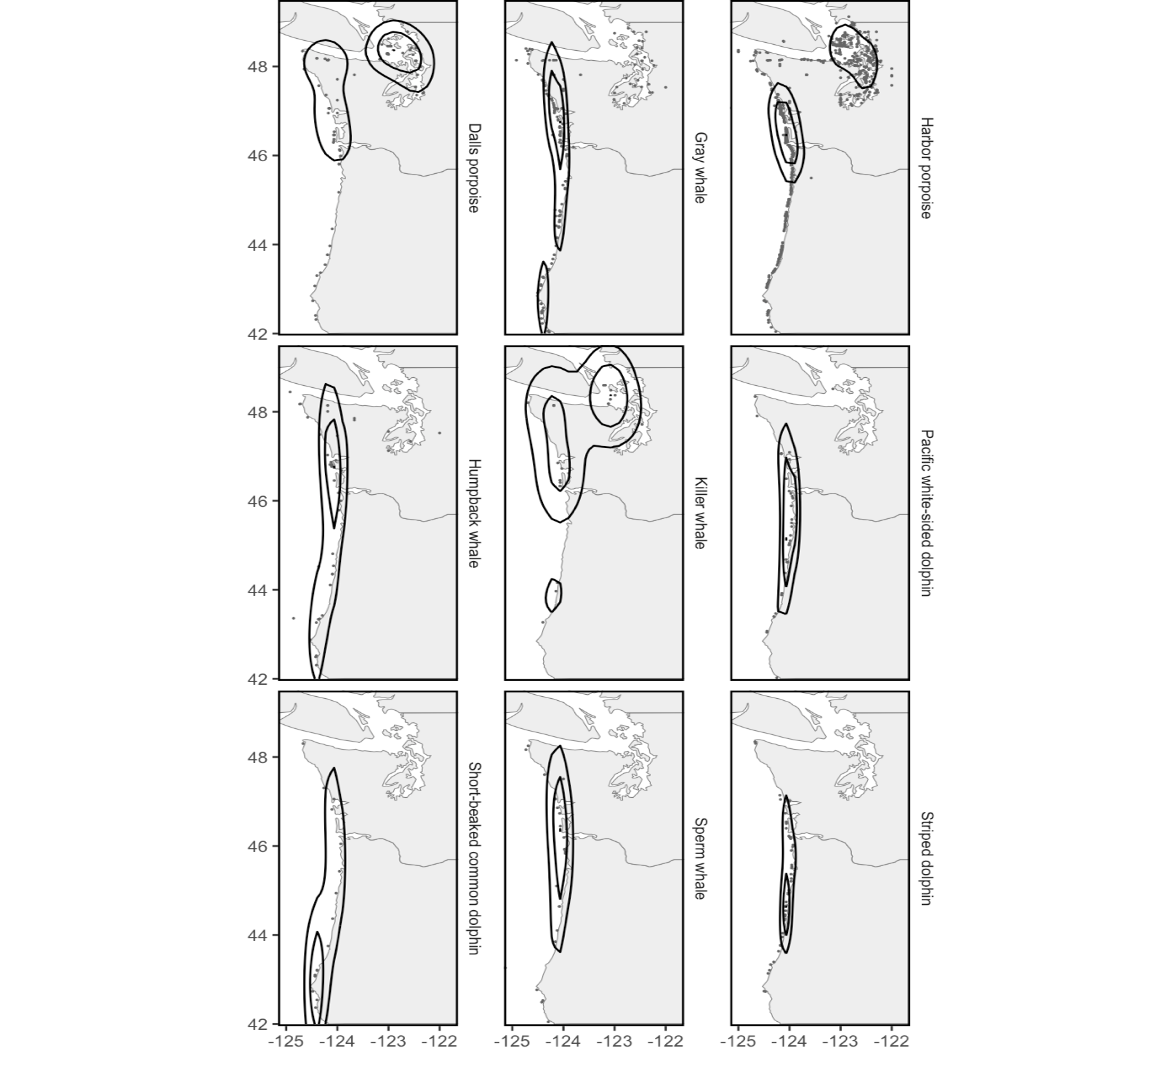 48
46
44
42
Dalls porpoise
Gray whale
Harbor porpoise
48
46
44
42
Humpback whale
Killer whale
Pacific white-sided dolphin
48
46
44
42
Short-beaked common dolphin
Sperm whale
Striped dolphin
-125 -124 -123 -122 -125 -124 -123 -122 -125 -124 -123 -122